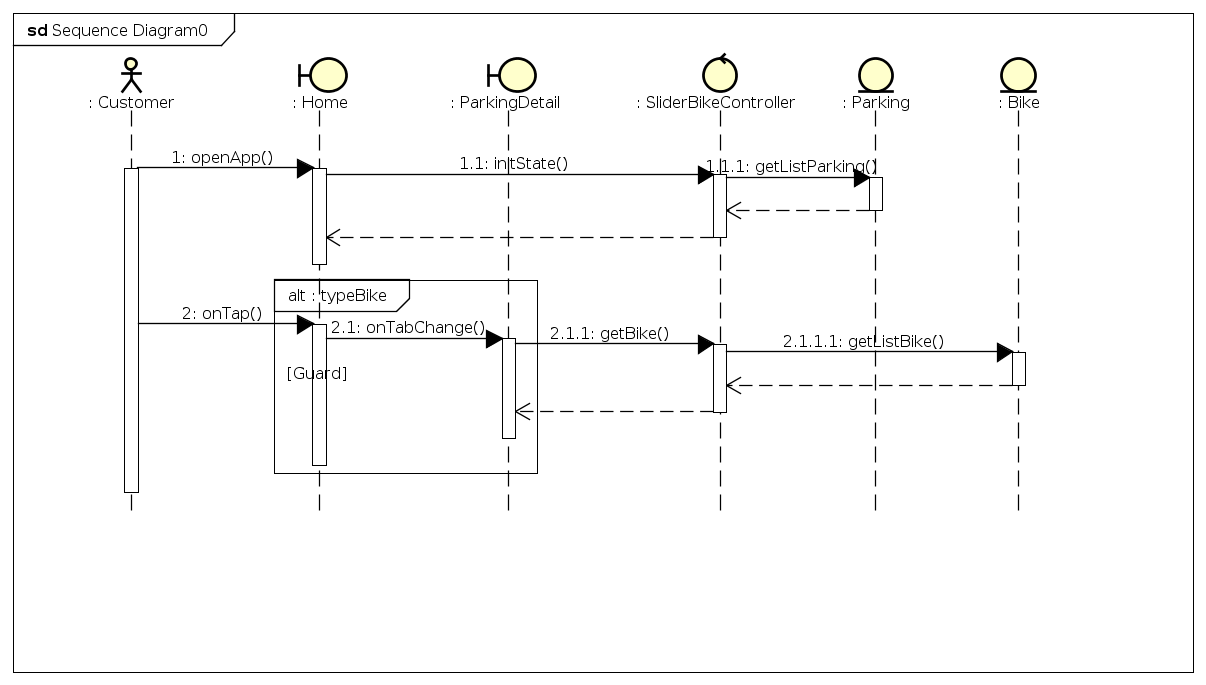 sd Sequence Diagram0
: Customer
: Home
: ParkingDetail
: SliderBikeController
: Parking
: Bike
1: openApp()
1.1: initState()
1.1.1: getListParking()
alt : typeBike
2: onTap()
2.1: onTabChange()
2.1.1: getBike()
2.1.1.1: getListBike()
[Guard]